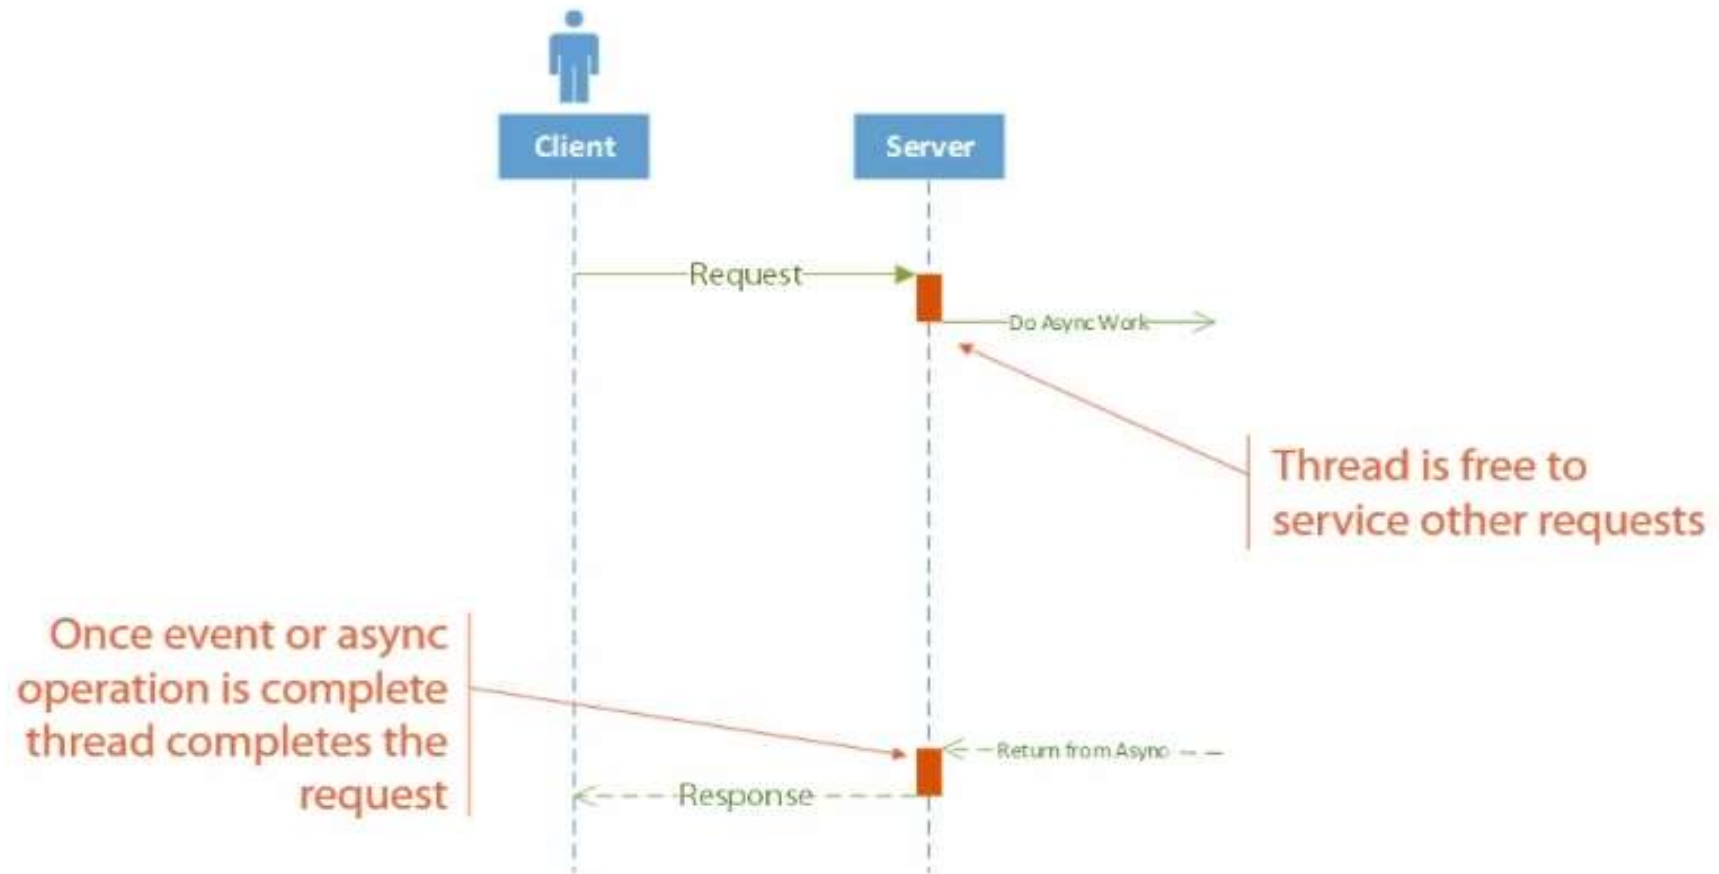 Client
Server
Request
Do Async Work
Thread is free to
service other requests
Once event or async
operation is complete
thread completes the
request
Return from Async
Response